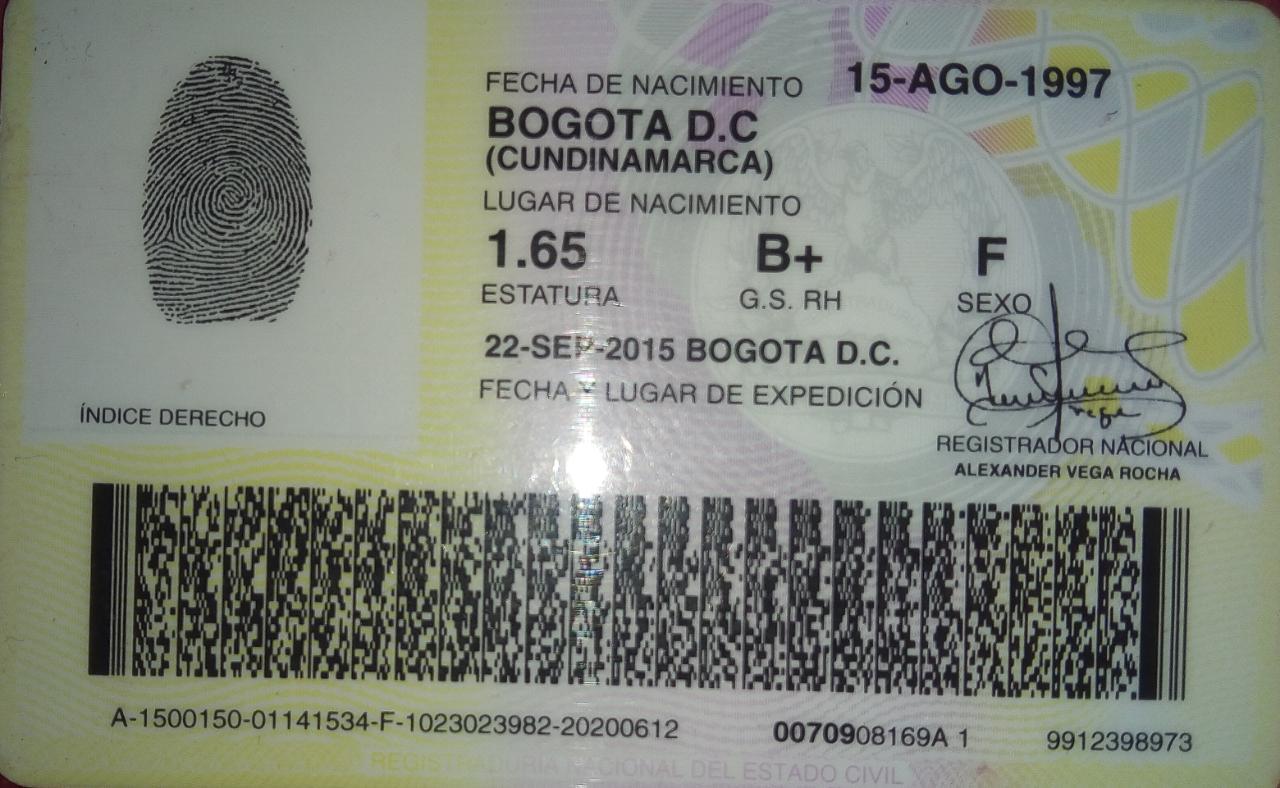 FECHA DE NACIMIENTO 15-AGO-1997
BOGOTA D.C
(CUNDINAMARCA)
LUGAR DE NACIMIENTO
1.65 B+ F
ESTATURA G.S. RH SEXO
22-SEP-2015 BOGOTA D.C.
FECHA Y LUGAR DE EXPEDICIÓN
ÍNDICE DERECHO
REGISTRADOR NACIONAL
ALEXANDER VEGA ROCHA
A-1500150-01141534-F-1023023982-20200612 0070908169A 1 9912398973
REGISTRADURIA NACIONAL DEL ESTADO CIVIL